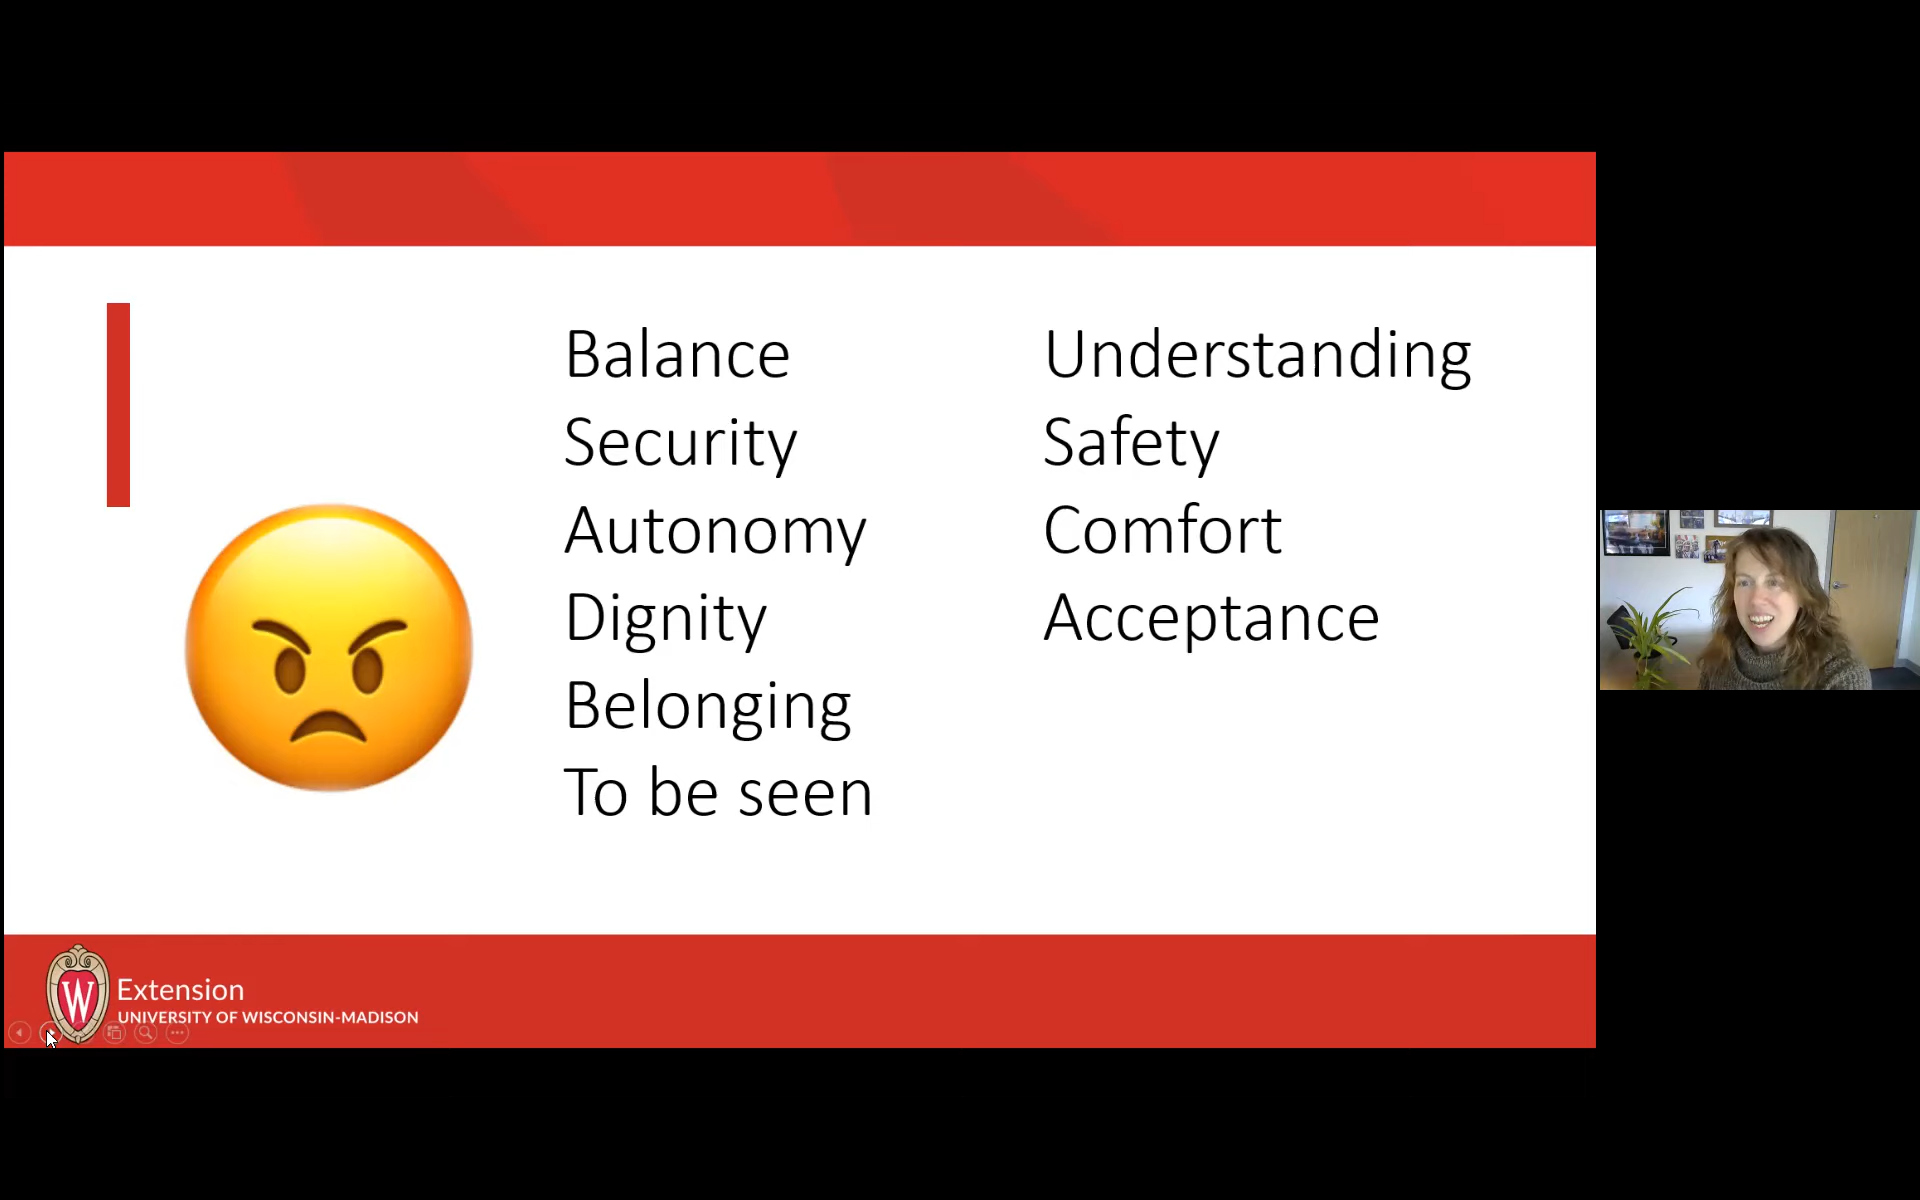 Balance
Security
Autonomy
Dignity
Belonging
To be seen
Understanding
Safety
Comfort
Acceptance
W
Extension
UNIVERSITY OF WISCONSIN-MADISON